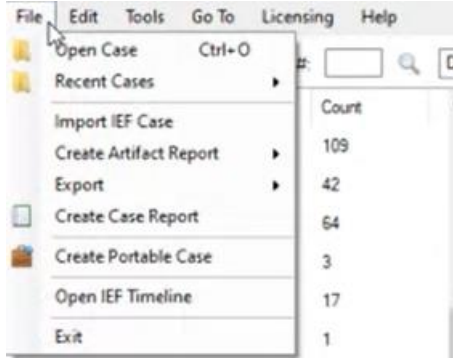 File Edit Tools Go To Licensing Help
Open Case Ctrl+O
#:
Recent Cases
Count
Import IEF Case
109
Create Artifact Report
Export
42
Create Case Report
64
Create Portable Case
3
Open IEF Timeline
17
Exit
1